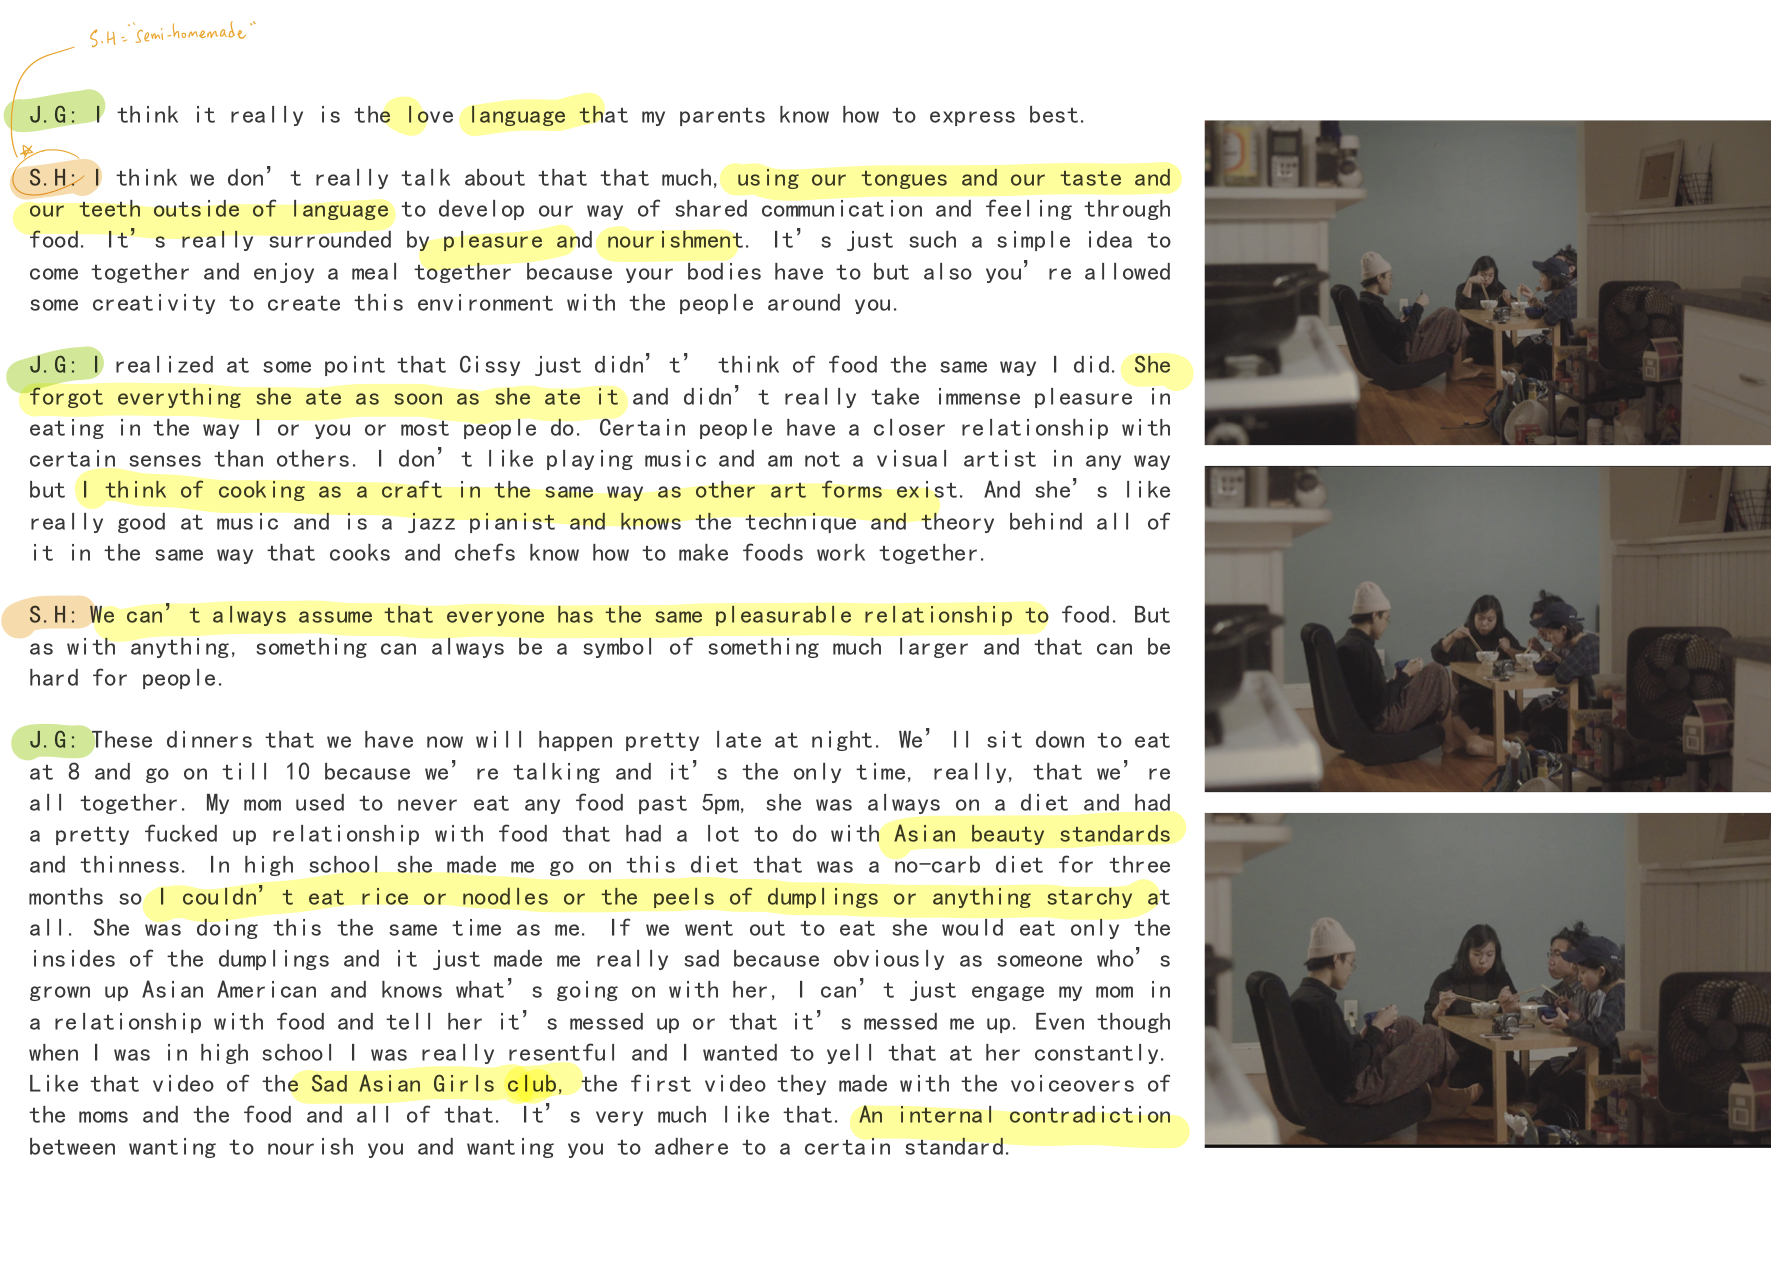 S.H = "Semi-homemade"
J.G: I think it really is the love language that my parents know how to express best.
S.H: I think we don't really talk about that that much, using our tongues and our taste and
our teeth outside of language to develop our way of shared communication and feeling through
food. It's really surrounded by pleasure and nourishment. It's just such a simple idea to
come together and enjoy a meal together because your bodies have to but also you're allowed
some creativity to create this environment with the people around you.
J.G: I realized at some point that Cissy just didn't' think of food the same way I did. She
forgot everything she ate as soon as she ate it and didn't really take immense pleasure in
eating in the way I or you or most people do. Certain people have a closer relationship with
certain senses than others. I don't like playing music and am not a visual artist in any way
but I think of cooking as a craft in the same way as other art forms exist. And she's like
really good at music and is a jazz pianist and knows the technique and theory behind all of
it in the same way that cooks and chefs know how to make foods work together.
S.H: We can't always assume that everyone has the same pleasurable relationship to food. But
as with anything, something can always be a symbol of something much larger and that can be
hard for people.
J.G: These dinners that we have now will happen pretty late at night. We'll sit down to eat
at 8 and go on till 10 because we're talking and it's the only time, really, that we're
all together. My mom used to never eat any food past 5pm, she was always on a diet and had
a pretty fucked up relationship with food that had a lot to do with Asian beauty standards
and thinness. In high school she made me go on this diet that was a no-carb diet for three
months so I couldn't eat rice or noodles or the peels of dumplings or anything starchy at
all. She was doing this the same time as me. If we went out to eat she would eat only the
insides of the dumplings and it just made me really sad because obviously as someone who's
grown up Asian American and knows what's going on with her, I can't just engage my mom in
a relationship with food and tell her it's messed up or that it's messed me up. Even though
when I was in high school I was really resentful and I wanted to yell that at her constantly.
Like that video of the Sad Asian Girls club, the first video they made with the voiceovers of
the moms and the food and all of that. It's very much like that. An internal contradiction
between wanting to nourish you and wanting you to adhere to a certain standard.